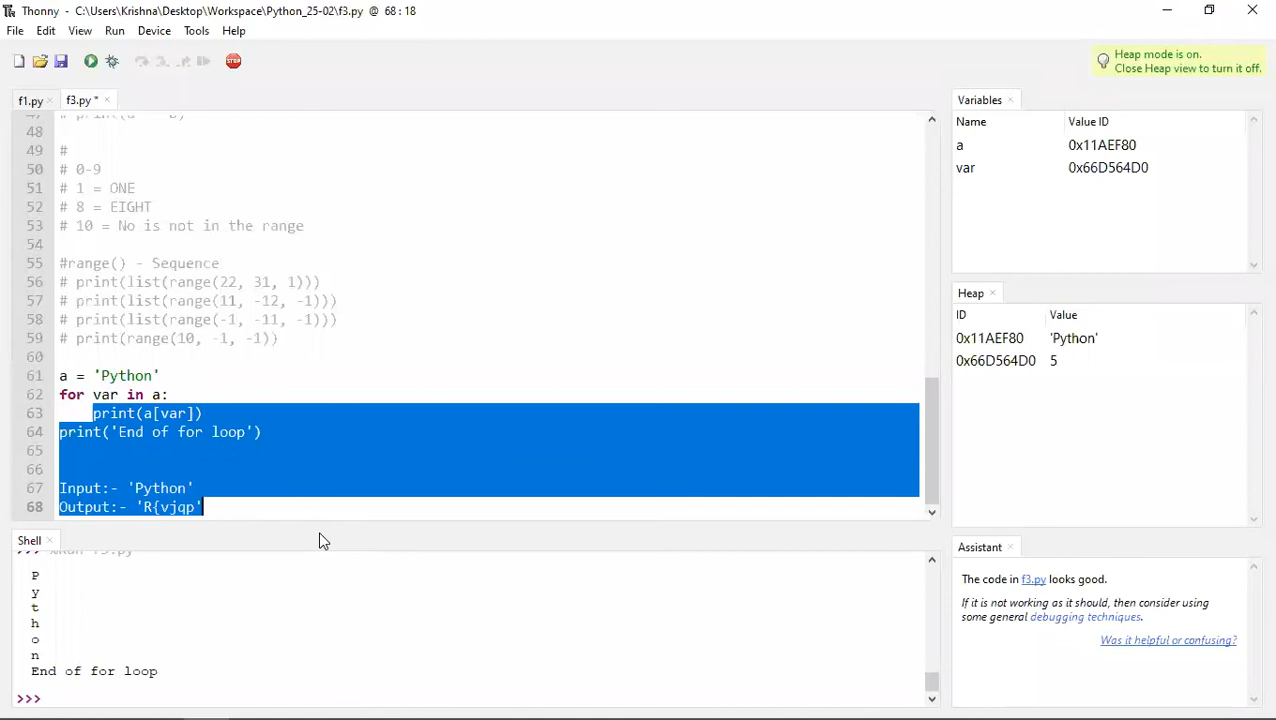 Thonny - C:\Users\Krishna\Desktop\Workspace\Python_25-02\f3.py @ 68 : 18
File Edit View Run Device Tools Help
STOP
Heap mode is on.
Close Heap view to turn it off.
f1.py
f3.py *
48
49 #
50 # 0-9
51 # 1 = ONE
52 # 8 = EIGHT
53 # 10 = No is not in the range
54
55 #range() - Sequence
56 # print(list(range(22, 31, 1)))
57 # print(list(range(11, -12, -1)))
58 # print(list(range(-1, -11, -1)))
59 # print(range(10, -1, -1))
60
61 a = 'Python'
62 for var in a:
63 print(a[var])
64 print('End of for loop')
65
66
67 Input:- 'Python'
68 Output:- 'R{vjqp'
Shell
>>> %Run f3.py
P
y
t
h
o
n
End of for loop
>>>
Variables
Name Value ID
a 0x11AEF80
var 0x66D564D0
Heap
ID Value
0x11AEF80 'Python'
0x66D564D0 5
Assistant
The code in f3.py looks good.
If it is not working as it should, then consider using
some general debugging techniques.
Was it helpful or confusing?